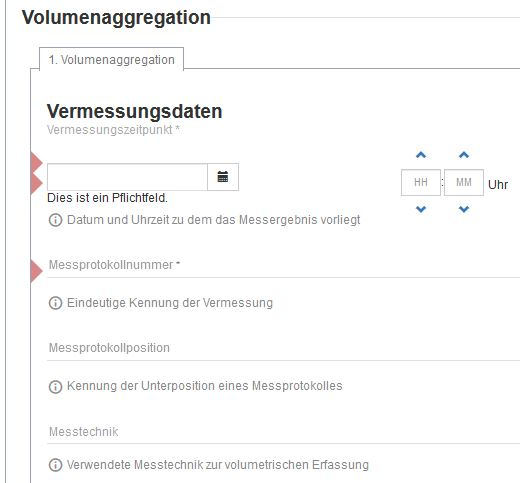 Volumenaggregation
1. Volumenaggregation
Vermessungsdaten
Vermessungszeitpunkt *
HH : MM Uhr
Dies ist ein Pflichtfeld.
Datum und Uhrzeit zu dem das Messergebnis vorliegt
Messprotokollnummer *
Eindeutige Kennung der Vermessung
Messprotokollposition
Kennung der Unterposition eines Messprotokolles
Messtechnik
Verwendete Messtechnik zur volumetrischen Erfassung